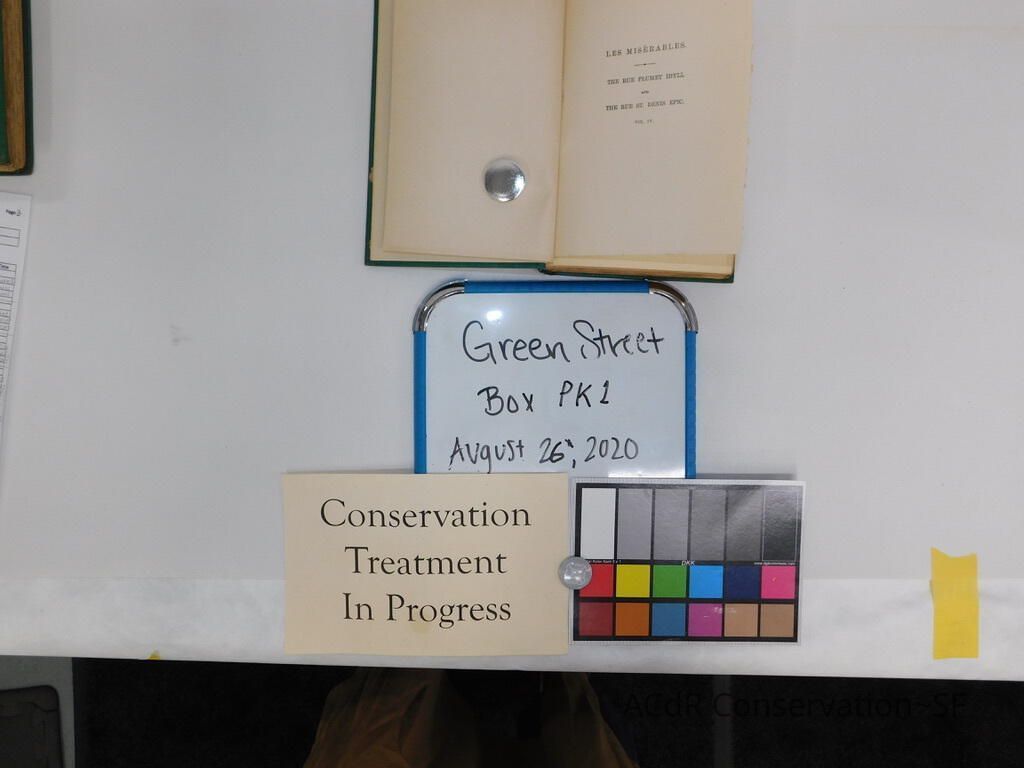 LES MISÉRABLES.
THE RUE PLUMET IDYLL
AND
THE RUE ST. DENIS EPIC.
VOL. IV.
Green Street
Box PK1
August 26th, 2020
Conservation
Treatment
In Progress
DKK
ACdR Conservation~SF